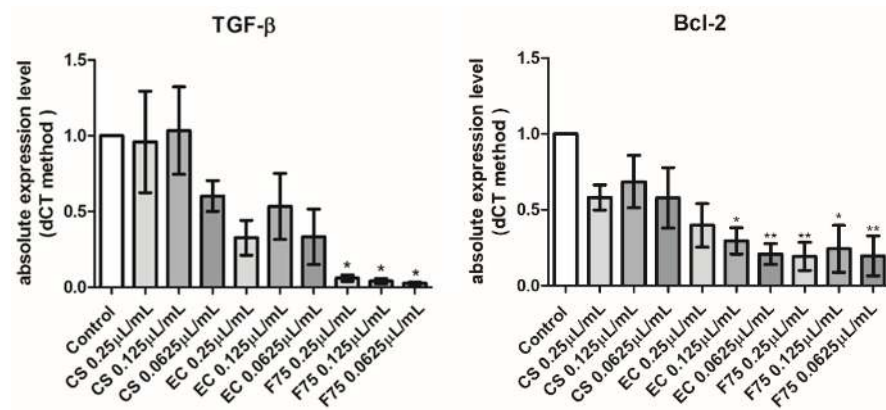 TGF-β
absolute expression level
(dCT method )
1.5
1.0
0.5
0.0
*
*
*
Control
CS 0.25µL/mL
CS 0.125µL/mL
CS 0.0625µL/mL
EC 0.25µL/mL
EC 0.125µL/mL
EC 0.0625µL/mL
F75 0.25µL/mL
F75 0.125µL/mL
F75 0.0625µL/mL
Bcl-2
absolute expression level
(dCT method )
1.5
1.0
0.5
0.0
*
**
**
*
**
Control
CS 0.25µL/mL
CS 0.125µL/mL
CS 0.0625µL/mL
EC 0.25µL/mL
EC 0.125µL/mL
EC 0.0625µL/mL
F75 0.25µL/mL
F75 0.125µL/mL
F75 0.0625µL/mL